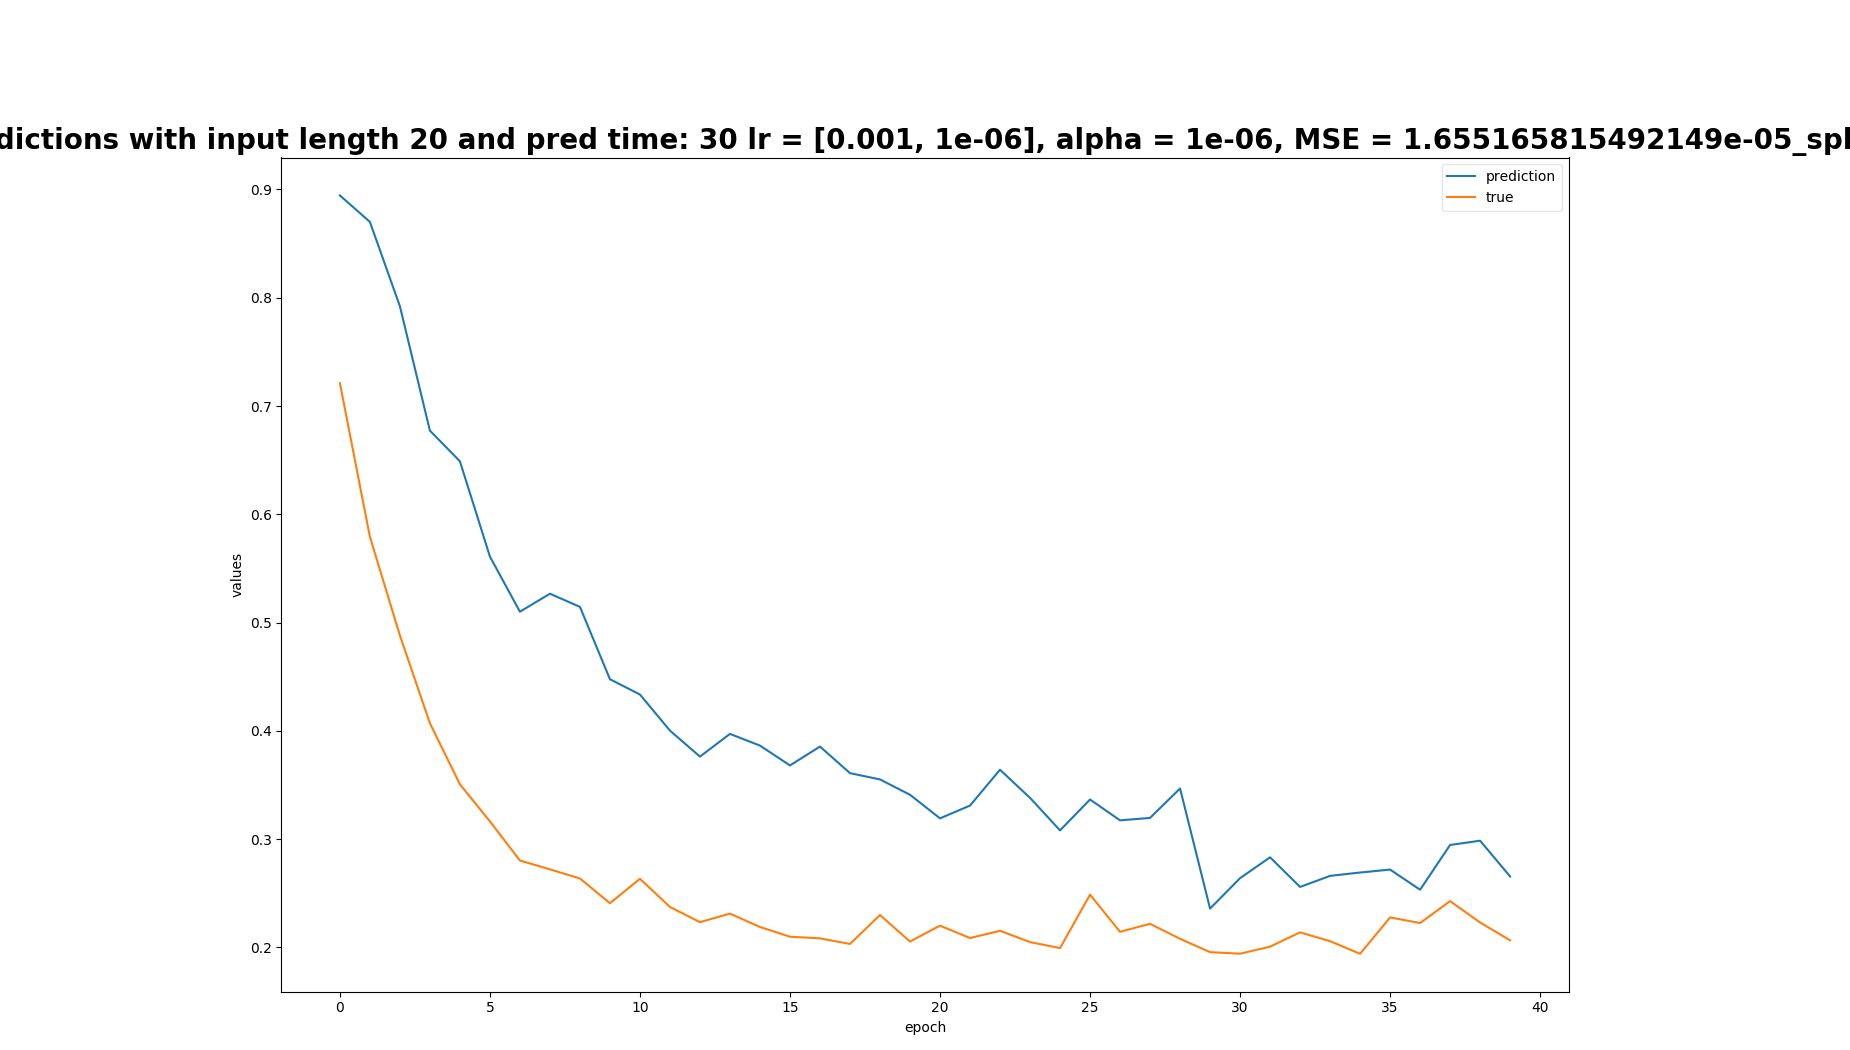 dictions with input length 20 and pred time: 30 lr = [0.001, 1e-06], alpha = 1e-06, MSE = 1.655165815492149e-05_spl
prediction
true
0.9
0.8
0.7
0.6
0.5
0.4
0.3
0.2
values
0 5 10 15 20 25 30 35 40
epoch